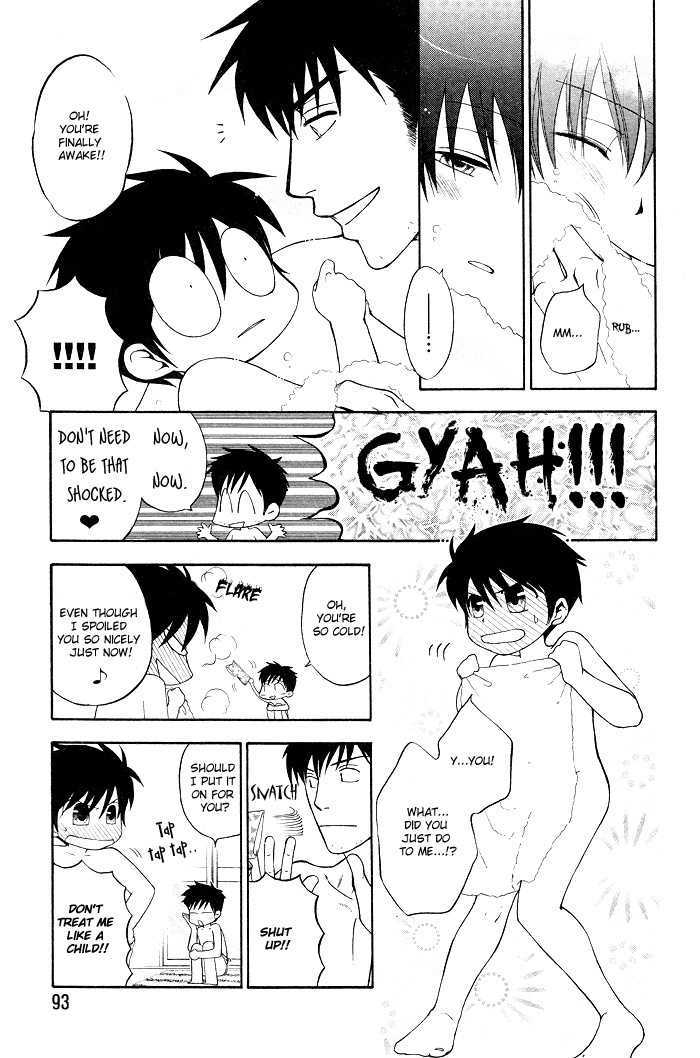 RUB...
MM...
......
OH!
YOU'RE
FINALLY
AWAKE!!
!!!!
GYAH!!!
NOW,
NOW.
DON'T NEED
TO BE THAT
SHOCKED.
♥
Y...YOU!
WHAT...
DID YOU
JUST DO
TO ME...!?
OH,
YOU'RE
SO COLD!
FLARE
EVEN THOUGH
I SPOILED
YOU SO NICELY
JUST NOW!
♪
SNATCH
SHUT
UP!!
SHOULD
I PUT IT
ON FOR
YOU?
TAP
TAP TAP..
DON'T
TREAT ME
LIKE A
CHILD!!
93